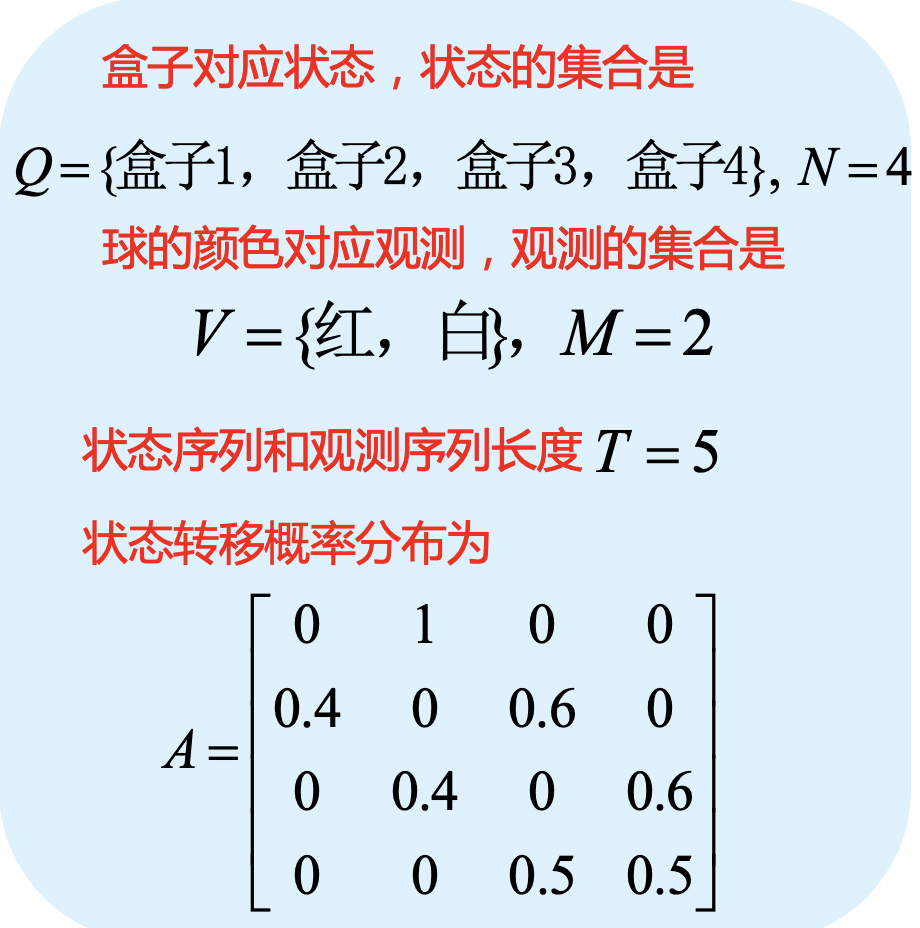 盒子对应状态，状态的集合是
Q={盒子1，盒子2，盒子3，盒子4}, N=4
球的颜色对应观测，观测的集合是
V={红，白}，M=2
状态序列和观测序列长度 T=5
状态转移概率分布为
A=
0 1 0 0
0.4 0 0.6 0
0 0.4 0 0.6
0 0 0.5 0.5